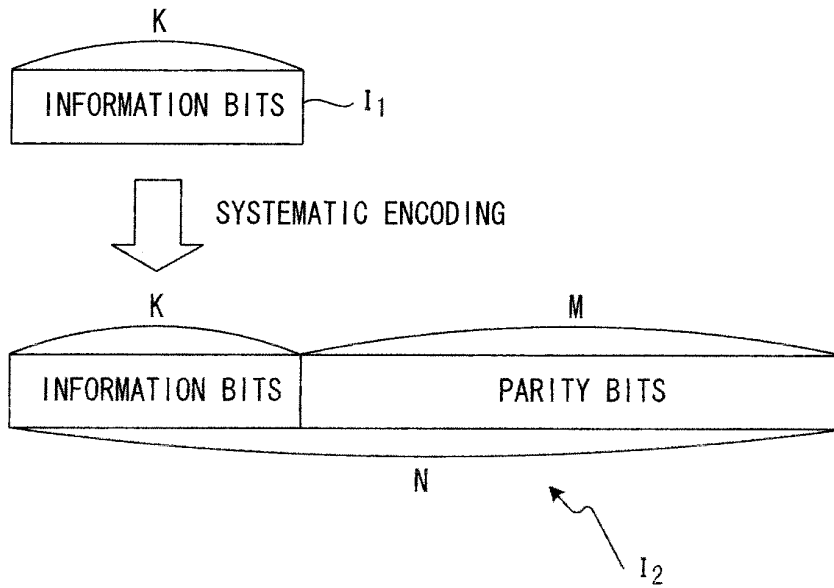 K
INFORMATION BITS
I1
SYSTEMATIC ENCODING
K
M
INFORMATION BITS
PARITY BITS
N
I2